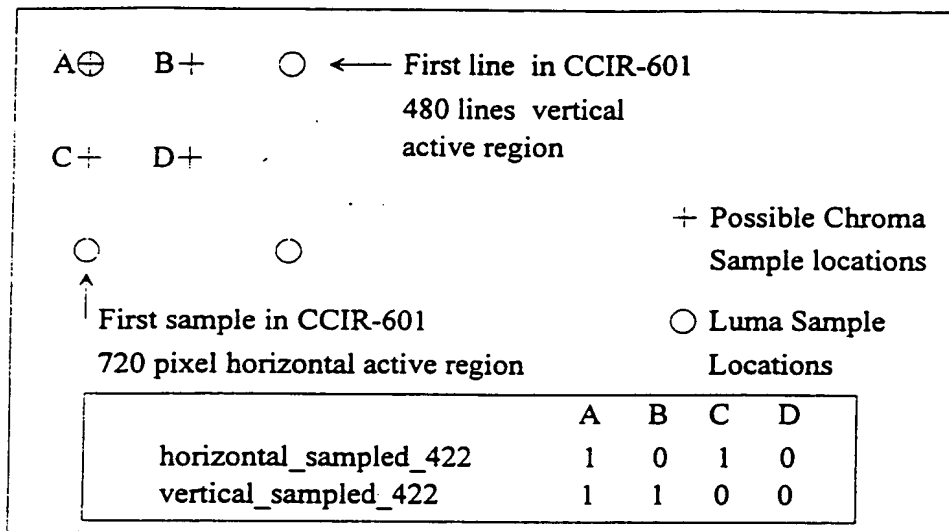 A B First line in CCIR-601
480 lines vertical
active region
C D
Possible Chroma
Sample locations
First sample in CCIR-601
720 pixel horizontal active region
Luma Sample
Locations
A B C D
horizontal_sampled_422 1 0 1 0
vertical_sampled_422 1 1 0 0